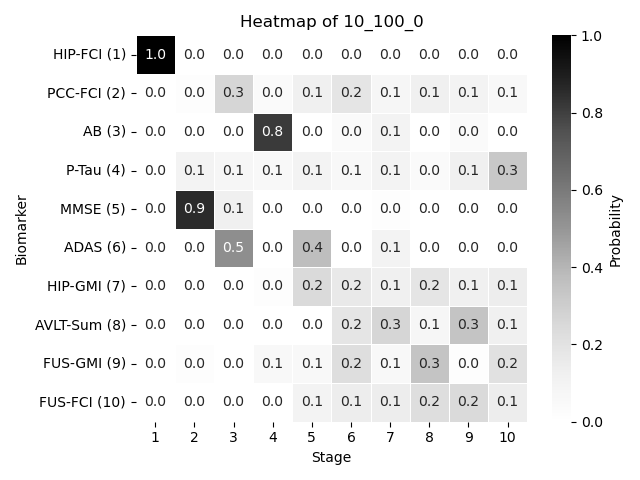 Heatmap of 10_100_0
HIP-FCI (1) 1.0 0.0 0.0 0.0 0.0 0.0 0.0 0.0 0.0 0.0
PCC-FCI (2) 0.0 0.0 0.3 0.0 0.1 0.2 0.1 0.1 0.1 0.1
AB (3) 0.0 0.0 0.0 0.8 0.0 0.0 0.1 0.0 0.0 0.0
P-Tau (4) 0.0 0.1 0.1 0.1 0.1 0.1 0.1 0.0 0.1 0.3
MMSE (5) 0.0 0.9 0.1 0.0 0.0 0.0 0.0 0.0 0.0 0.0
ADAS (6) 0.0 0.0 0.5 0.0 0.4 0.0 0.1 0.0 0.0 0.0
HIP-GMI (7) 0.0 0.0 0.0 0.0 0.2 0.2 0.1 0.2 0.1 0.1
AVLT-Sum (8) 0.0 0.0 0.0 0.0 0.0 0.2 0.3 0.1 0.3 0.1
FUS-GMI (9) 0.0 0.0 0.0 0.1 0.1 0.2 0.1 0.3 0.0 0.2
FUS-FCI (10) 0.0 0.0 0.0 0.0 0.1 0.1 0.1 0.2 0.2 0.1
1 2 3 4 5 6 7 8 9 10
Stage
Biomarker
1.0
0.8
0.6
0.4
0.2
0.0
Probability